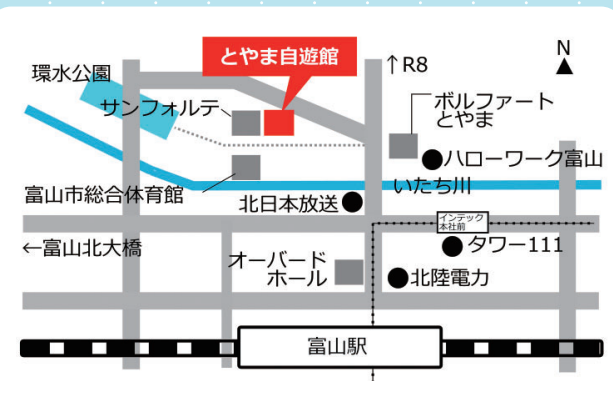 とやま自遊館
N
↑R8
環水公園
サンフォルテ
ボルファート
とやま
ハローワーク富山
富山市総合体育館
いたち川
北日本放送
インテック
本社前
←富山北大橋
タワー111
オーバード
ホール
北陸電力
富山駅